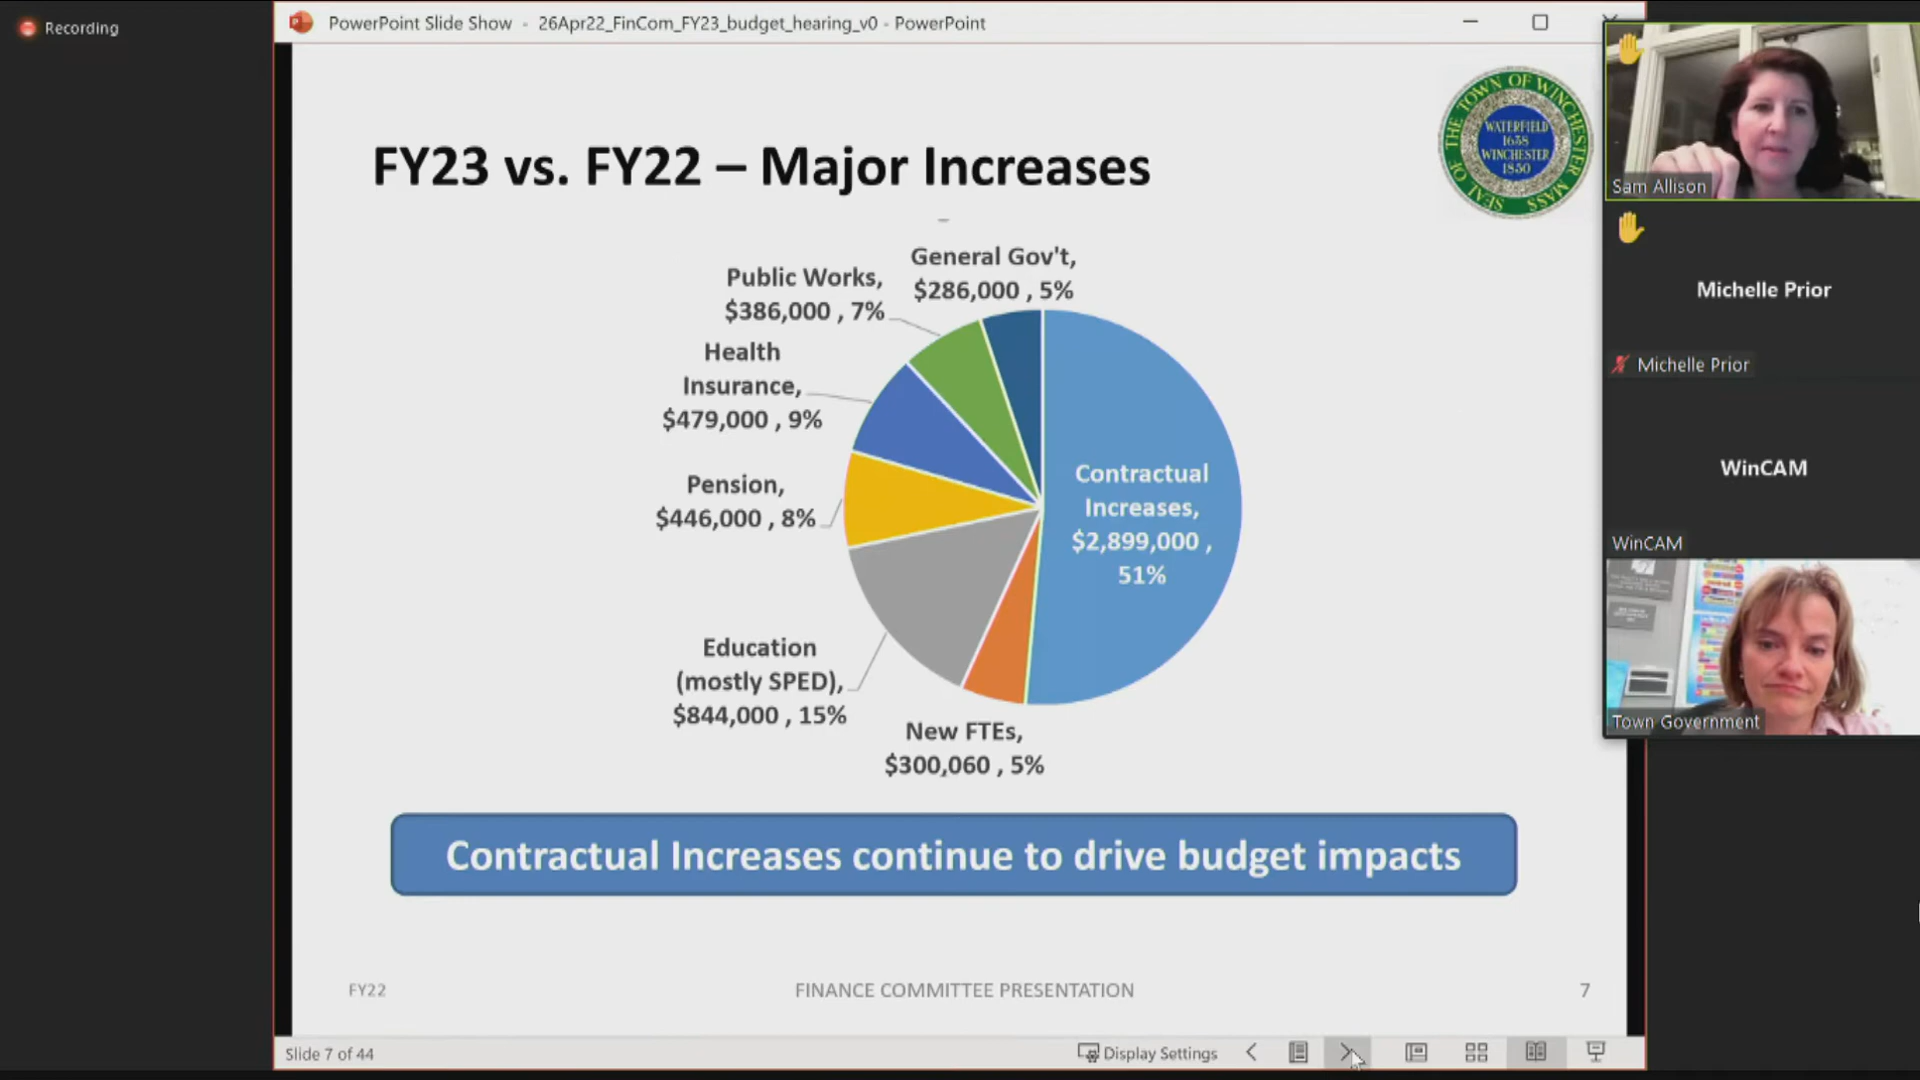 Recording
PowerPoint Slide Show - 26Apr22_FinCom_FY23_budget_hearing_v0 - PowerPoint
FY23 vs. FY22 – Major Increases
SEAL OF THE TOWN OF WINCHESTER MASS
WATERFIELD
1638
WINCHESTER
1850
General Gov't,
$286,000 , 5%
Public Works,
$386,000 , 7%
Health
Insurance,
$479,000 , 9%
Pension,
$446,000 , 8%
Contractual
Increases,
$2,899,000 ,
51%
Education
(mostly SPED),
$844,000 , 15%
New FTEs,
$300,060 , 5%
Contractual Increases continue to drive budget impacts
FY22
FINANCE COMMITTEE PRESENTATION
7
Slide 7 of 44
Display Settings
Sam Allison
Michelle Prior
Michelle Prior
WinCAM
WinCAM
Town Government